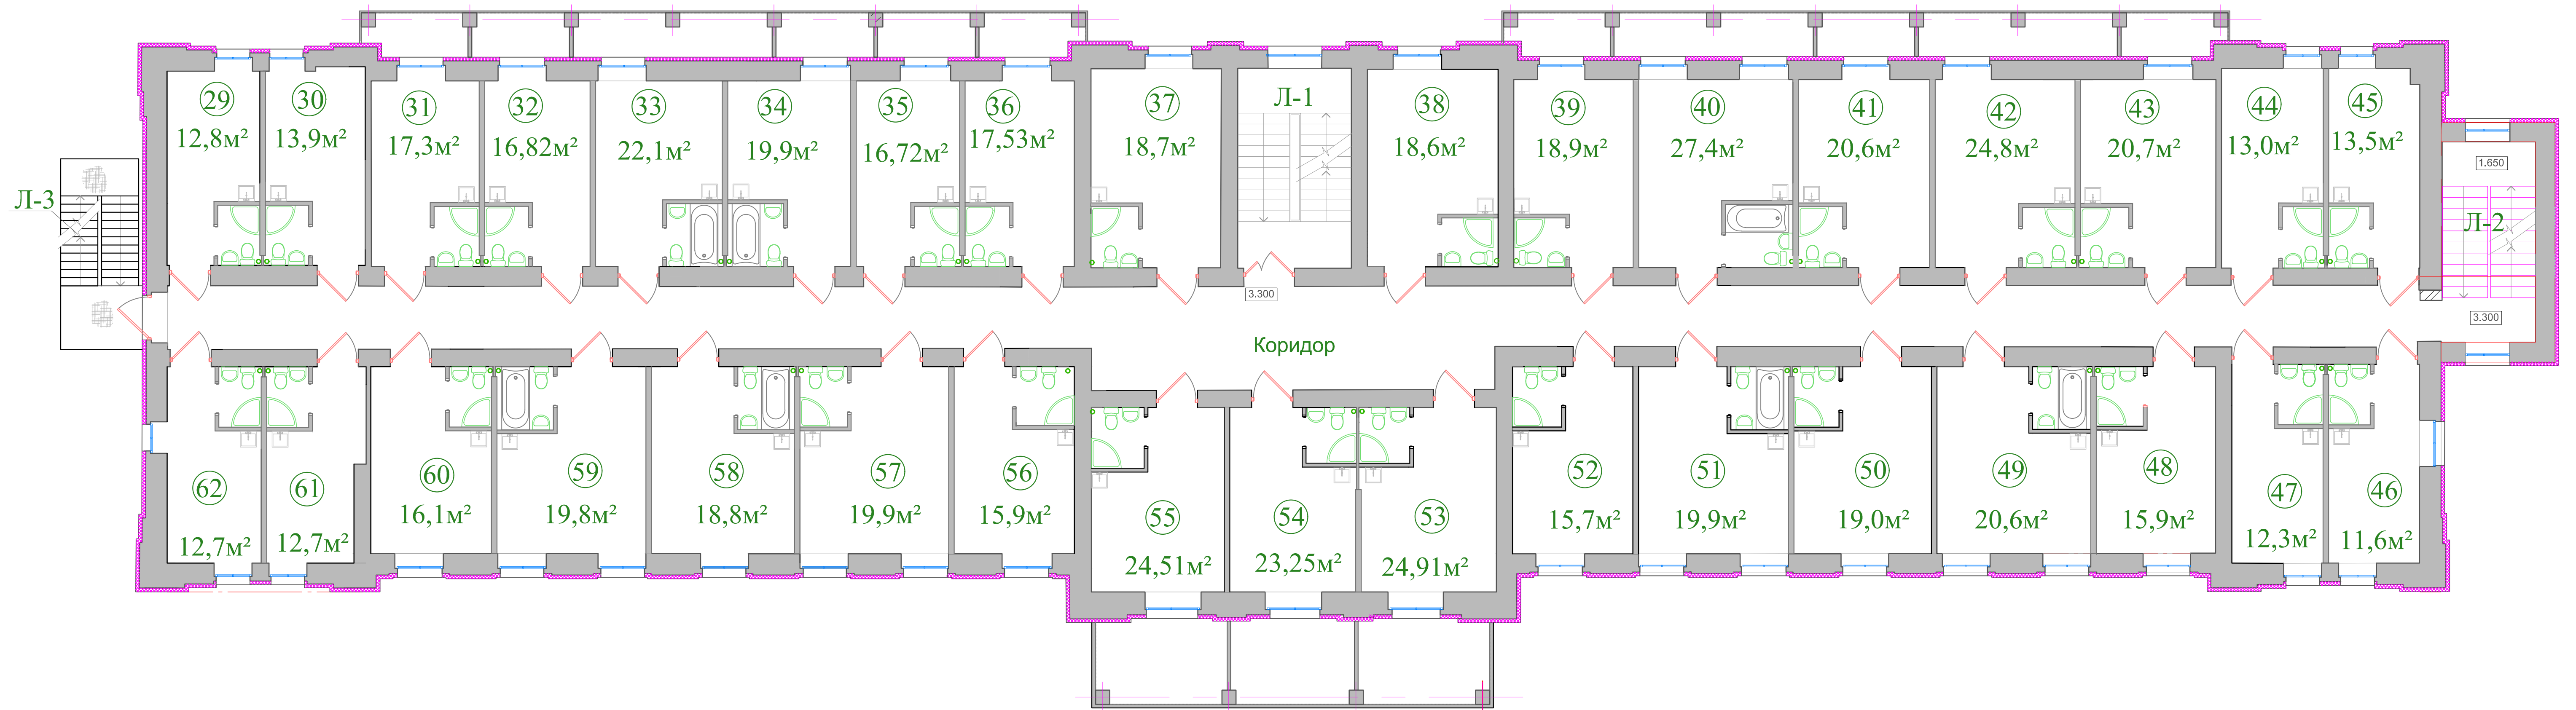 29
12,8м²
30
13,9м²
31
17,3м²
32
16,82м²
33
22,1м²
34
19,9м²
35
16,72м²
36
17,53м²
37
18,7м²
Л-1
38
18,6м²
39
18,9м²
40
27,4м²
41
20,6м²
42
24,8м²
43
20,7м²
44
13,0м²
45
13,5м²
1.650
Л-3
Л-2
3.300
3.300
Коридор
62
12,7м²
61
12,7м²
60
16,1м²
59
19,8м²
58
18,8м²
57
19,9м²
56
15,9м²
55
24,51м²
54
23,25м²
53
24,91м²
52
15,7м²
51
19,9м²
50
19,0м²
49
20,6м²
48
15,9м²
47
12,3м²
46
11,6м²